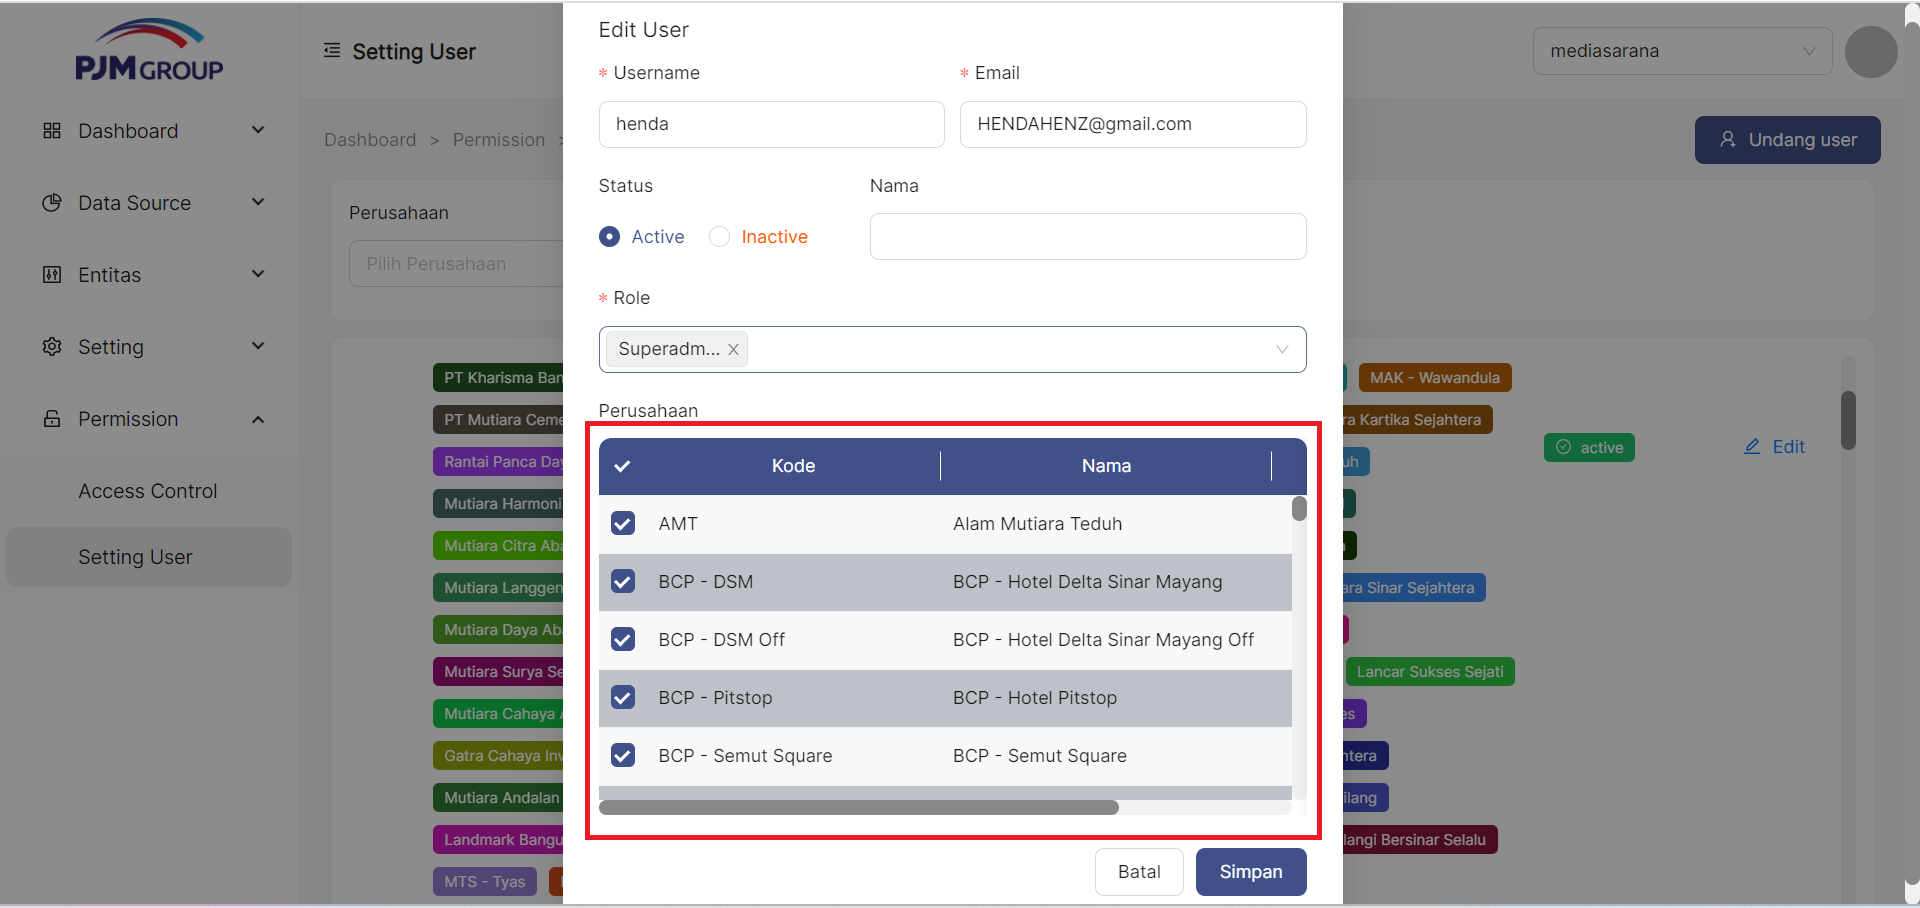 PJM GROUP
Dashboard
Data Source
Entitas
Setting
Permission
Access Control
Setting User
Setting User
mediasarana
Dashboard > Permission >
Undang user
Perusahaan
Pilih Perusahaan
PT Kharisma Ban
PT Mutiara Ceme
Rantai Panca Day
Mutiara Harmoni
Mutiara Citra Aba
Mutiara Langgen
Mutiara Daya Aba
Mutiara Surya Se
Mutiara Cahaya A
Gatra Cahaya Inv
Mutiara Andalan
Landmark Bangu
MTS - Tyas
Edit User
* Username
* Email
henda
HENDAHENZ@gmail.com
Status
Nama
Active
Inactive
* Role
Superadm...
Perusahaan
Kode Nama
AMT Alam Mutiara Teduh
BCP - DSM BCP - Hotel Delta Sinar Mayang
BCP - DSM Off BCP - Hotel Delta Sinar Mayang Off
BCP - Pitstop BCP - Hotel Pitstop
BCP - Semut Square BCP - Semut Square
Batal
Simpan
MAK - Wawandula
ra Kartika Sejahtera
uh
active
Edit
ara Sinar Sejahtera
Lancar Sukses Sejati
es
ntera
ilang
langi Bersinar Selalu